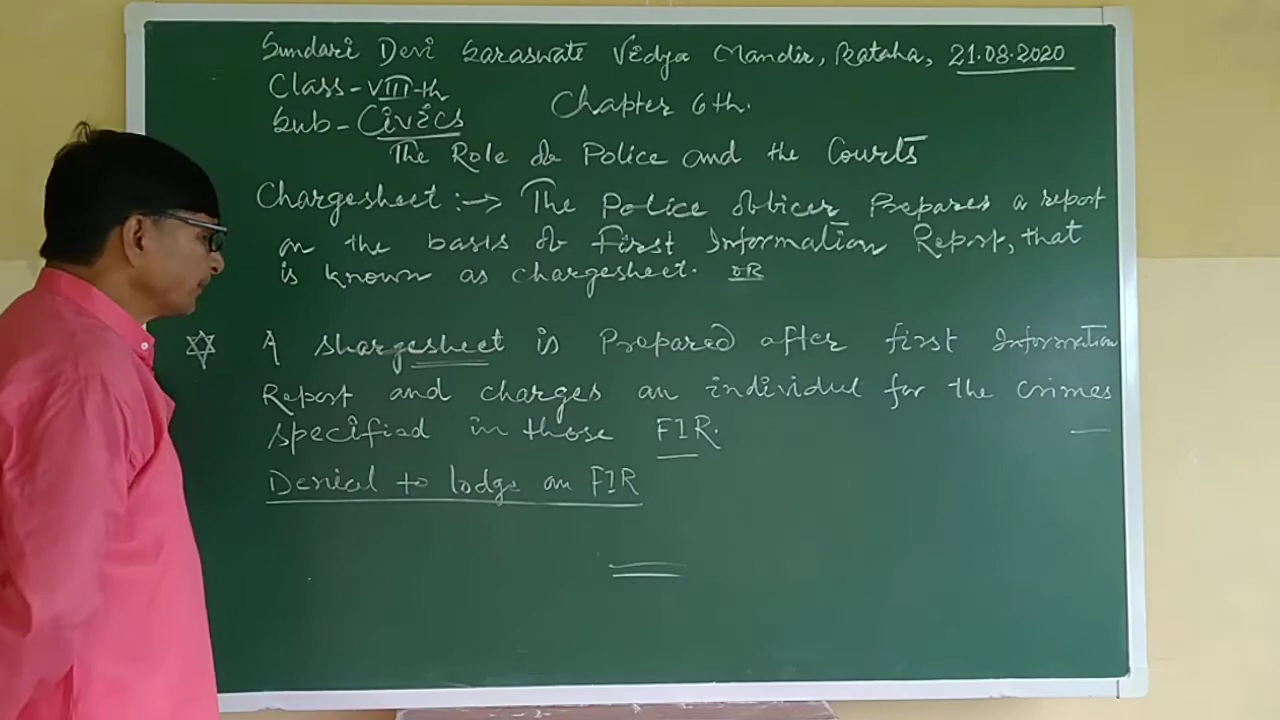 Sundari Devi Saraswati Vidya Mandir, Rataha, 21.08.2020
Class - VIII-th
Chapter 6th.
Sub - Civics
The Role of Police and the Courts
Chargesheet :-> The Police officer Prepares a report
on the basis of First Information Report, that
is known as chargesheet. OR
A shargesheet is Prepared after first Information
Report and charges an individul for the crimes
specified in those FIR.
Denial to lodge an FIR